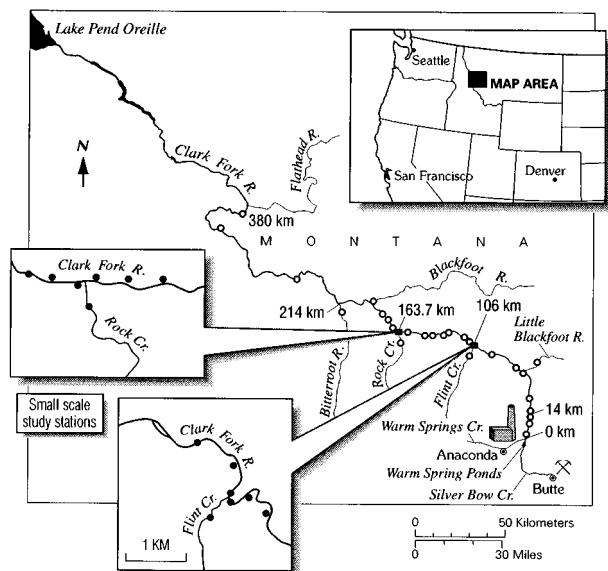 Lake Pend Oreille
Seattle
MAP AREA
San Francisco
Denver
N
Clark Fork R.
Flathead R.
380 km
MONTANA
Clark Fork R.
Rock Cr.
Blackfoot R.
214 km
163.7 km
106 km
Little Blackfoot R.
Bitterroot R.
Rock Cr.
Flint Cr.
Small scale
study stations
14 km
Warm Springs Cr.
0 km
Anaconda
Warm Spring Ponds
Silver Bow Cr.
Butte
Clark Fork R.
Flint Cr.
1 KM
0 50 Kilometers
0 30 Miles